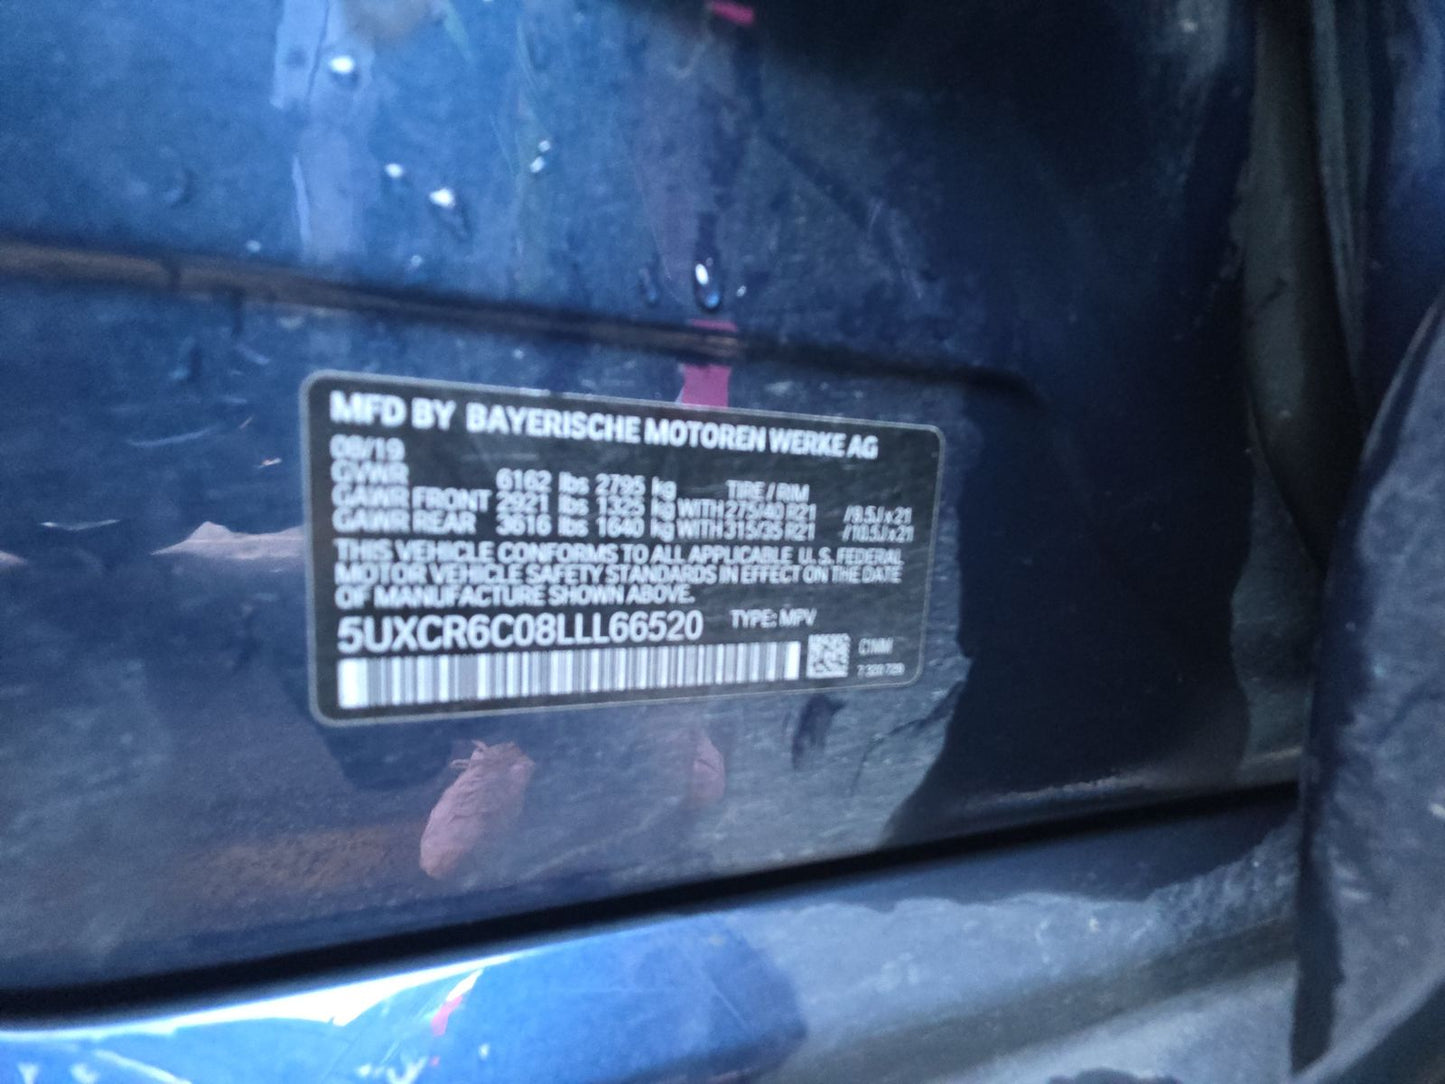 MFD BY BAYERISCHE MOTOREN WERKE AG
08/19
GVWR 6162 lbs 2795 kg TIRE / RIM
GAWR FRONT 2921 lbs 1325 kg WITH 275/40 R21 /9.5J x 21
GAWR REAR 3616 lbs 1640 kg WITH 315/35 R21 /10.5J x 21
THIS VEHICLE CONFORMS TO ALL APPLICABLE U. S. FEDERAL
MOTOR VEHICLE SAFETY STANDARDS IN EFFECT ON THE DATE
OF MANUFACTURE SHOWN ABOVE.
5UXCR6C08LLL66520 TYPE: MPV